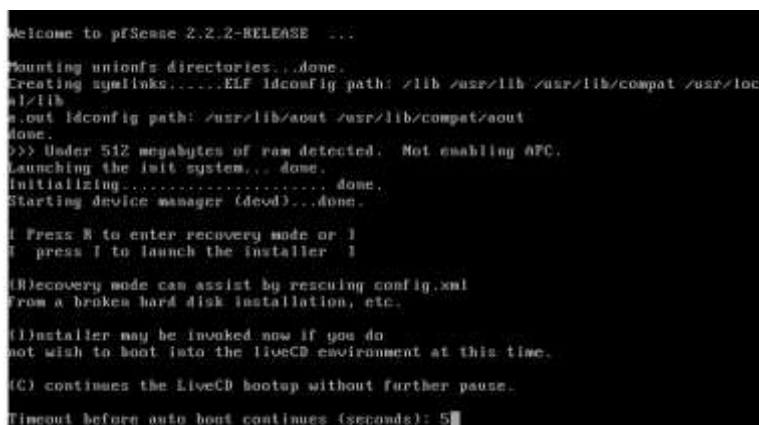 Welcome to pfSense 2.2.2-RELEASE ...
Mounting unionfs directories...done.
Creating symlinks......ELF ldconfig path: /lib /usr/lib /usr/lib/compat /usr/loc
al/lib
a.out ldconfig path: /usr/lib/aout /usr/lib/compat/aout
done.
>>> Under 512 megabytes of ram detected.  Not enabling APC.
Launching the init system... done.
Initializing...................... done.
Starting device manager (devd)...done.
[ Press R to enter recovery mode or ]
[  press I to launch the installer  ]
(R)ecovery mode can assist by rescuing config.xml
from a broken hard disk installation, etc.
(I)nstaller may be invoked now if you do
not wish to boot into the liveCD environment at this time.
(C) continues the LiveCD bootup without further pause.
Timeout before auto boot continues (seconds): 5